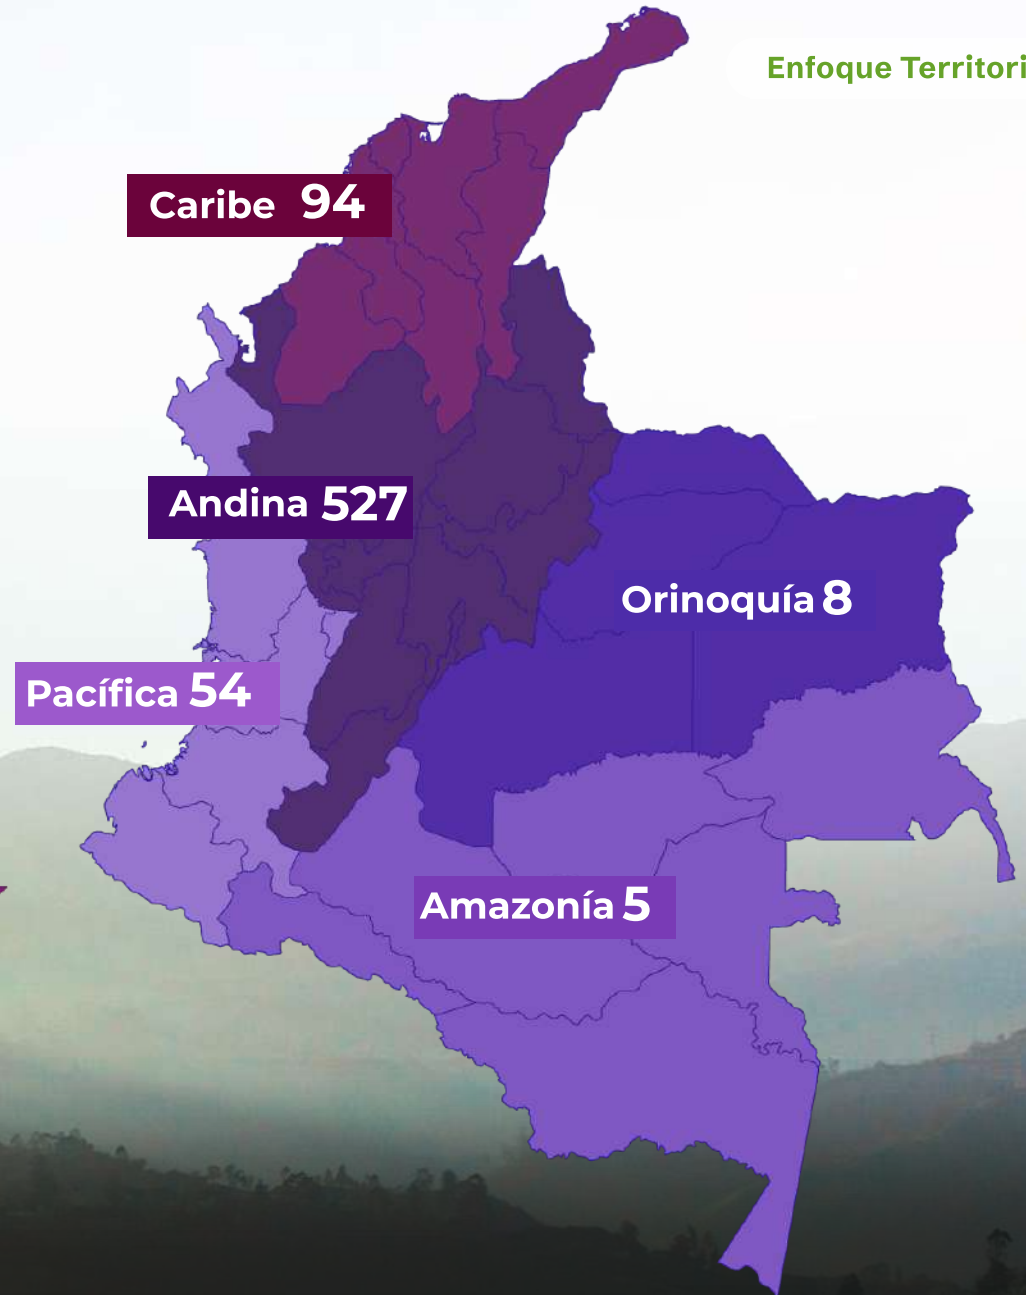 Enfoque Territori
Caribe 94
Andina 527
Orinoquía 8
Pacífica 54
Amazonía 5